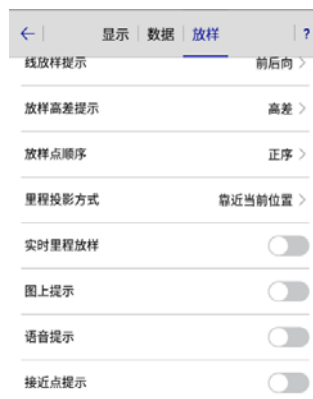 ← 显示 数据 放样 ?
线放样提示 前后向 >
放样高差提示 高差 >
放样点顺序 正序 >
里程投影方式 靠近当前位置 >
实时里程放样
图上提示
语音提示
接近点提示